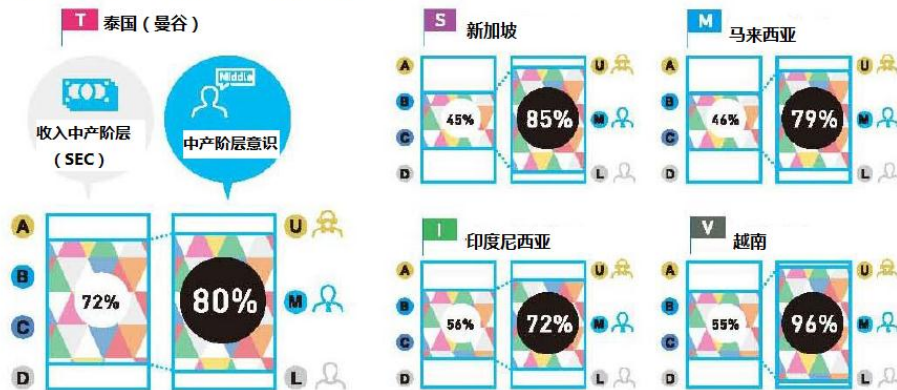 T 泰国（曼谷）
Middle
收入中产阶层
（SEC）
中产阶层意识
A
B
C
D
72%
80%
U
M
L
S 新加坡
A
B
C
D
45%
85%
U
M
L
M 马来西亚
A
B
C
D
46%
79%
U
M
L
I 印度尼西亚
A
B
C
D
56%
72%
U
M
L
V 越南
A
B
C
D
55%
96%
U
M
L